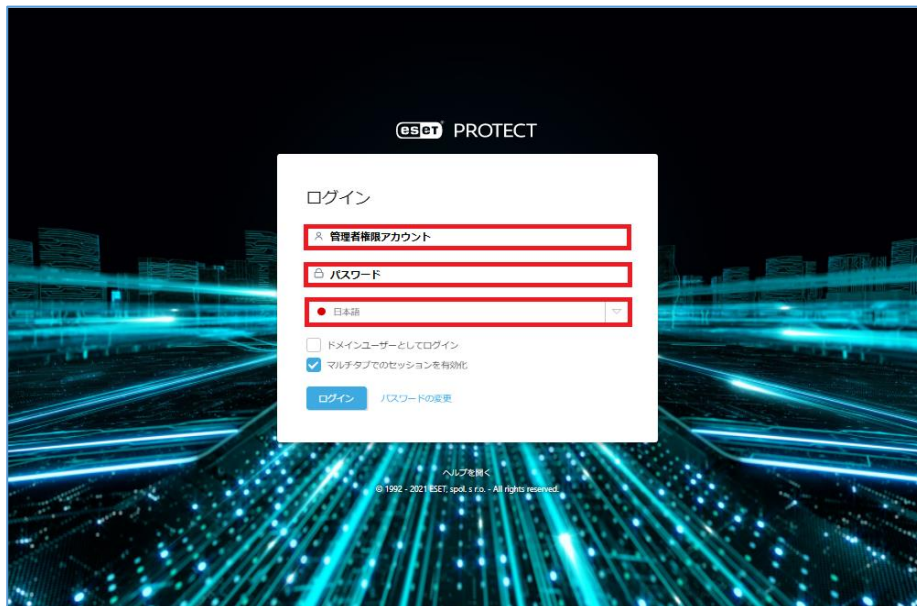 eset PROTECT
ログイン
管理者権限アカウント
パスワード
日本語
ドメインユーザーとしてログイン
マルチタブでのセッションを有効化
ログイン パスワードの変更
ヘルプを開く
© 1992 - 2021 ESET, spol. s r.o. - All rights reserved.